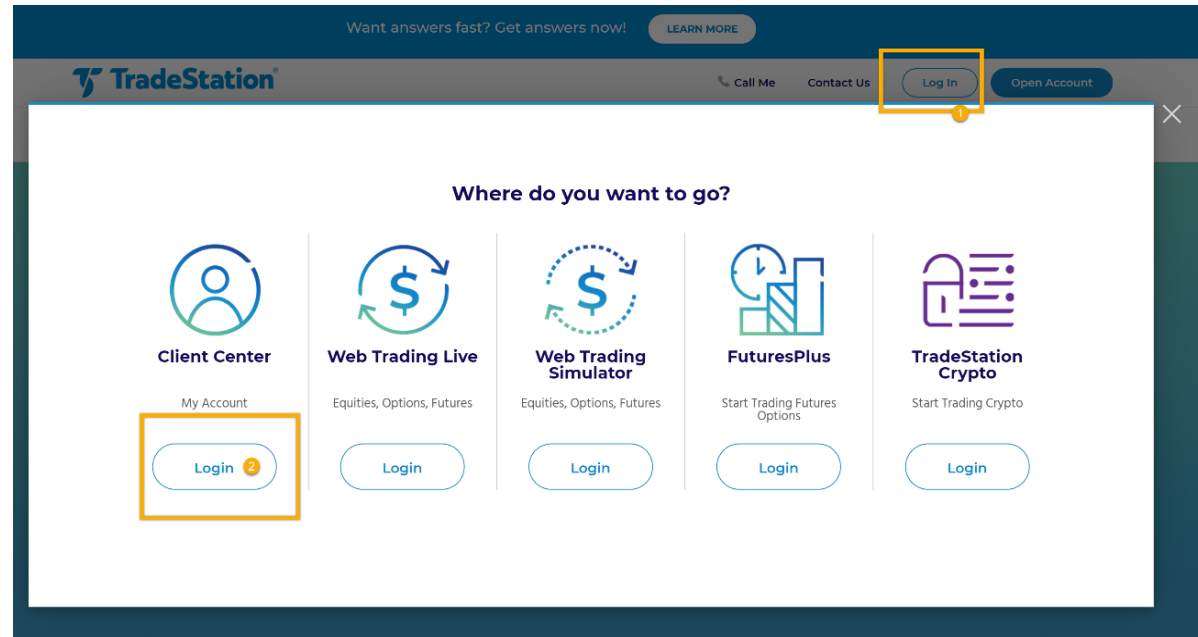 Want answers fast? Get answers now!
LEARN MORE
TradeStation
Call Me
Contact Us
Log In
Open Account
1
Where do you want to go?
Client Center
My Account
Login
2
Web Trading Live
Equities, Options, Futures
Login
Web Trading
Simulator
Equities, Options, Futures
Login
FuturesPlus
Start Trading Futures
Options
Login
TradeStation
Crypto
Start Trading Crypto
Login